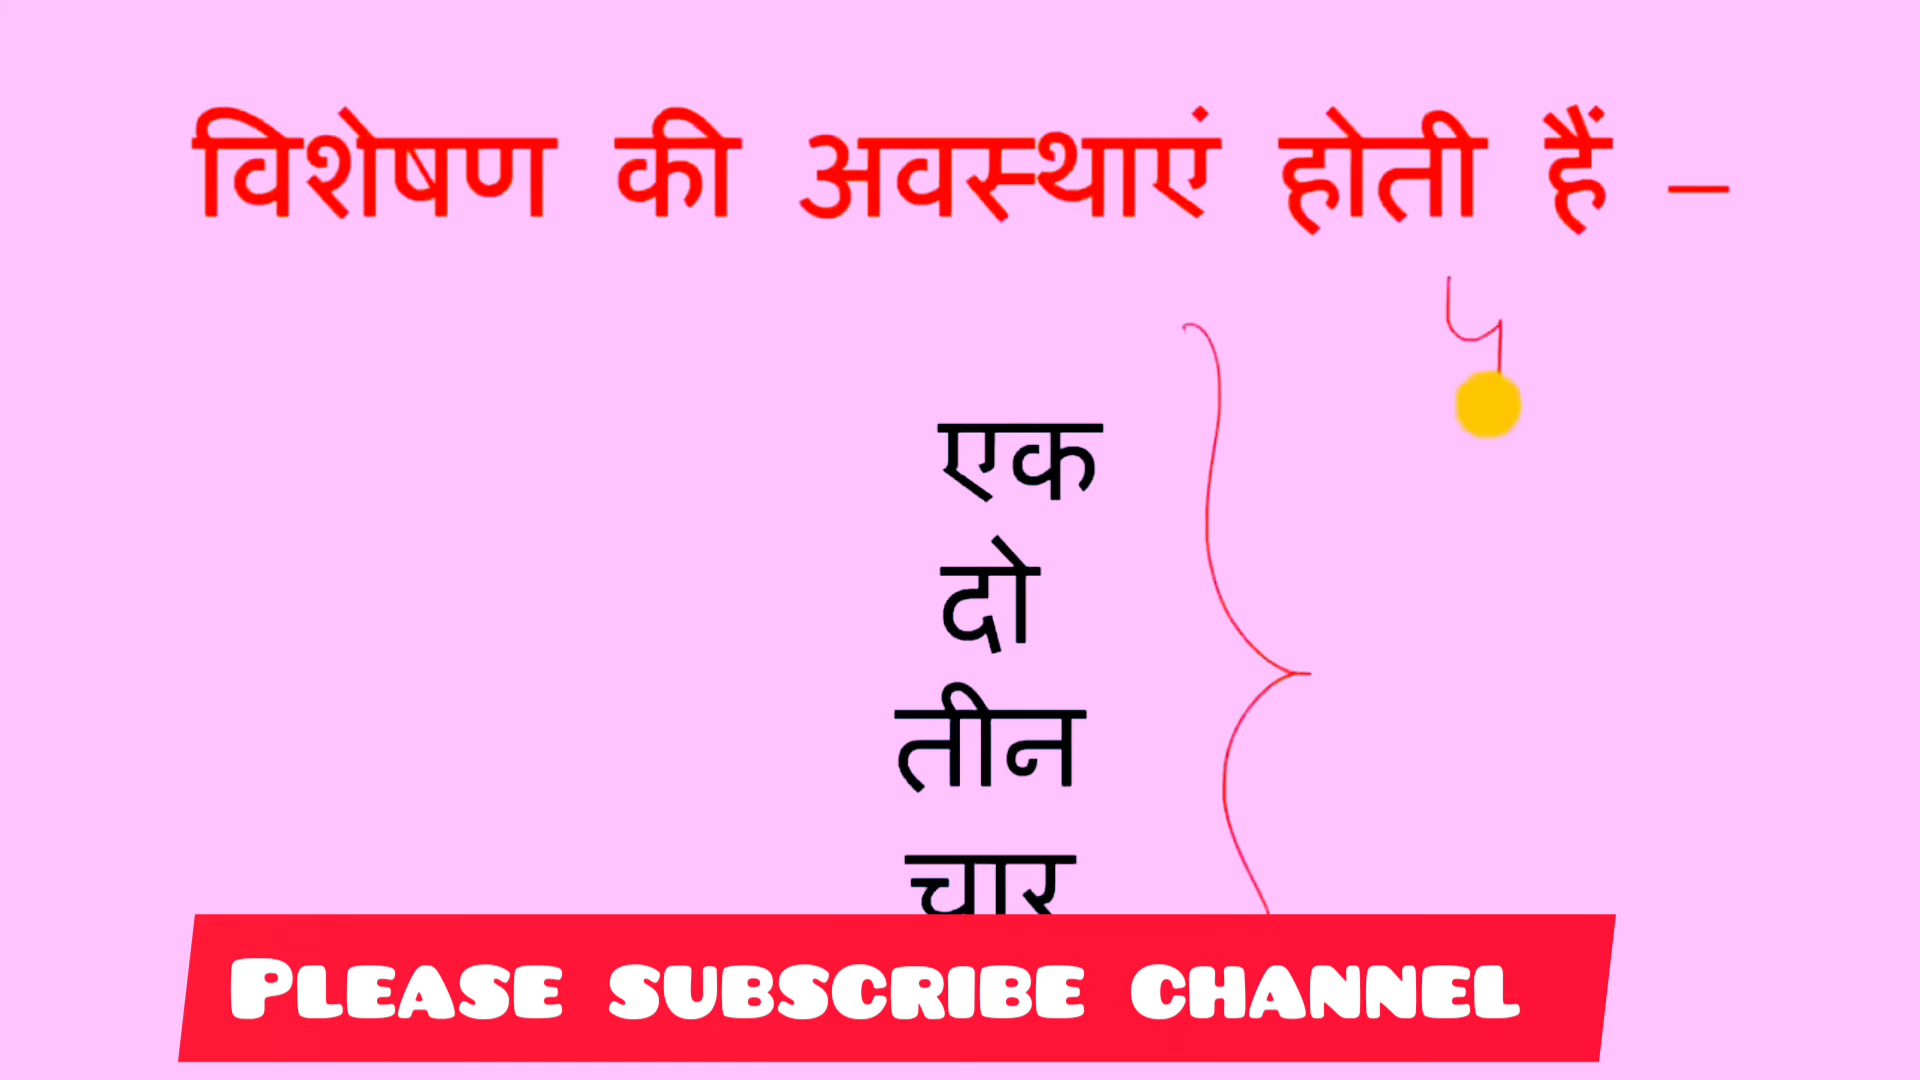 विशेषण की अवस्थाएं होती हैं –
एक
दो
तीन
चार
PLEASE SUBSCRIBE CHANNEL